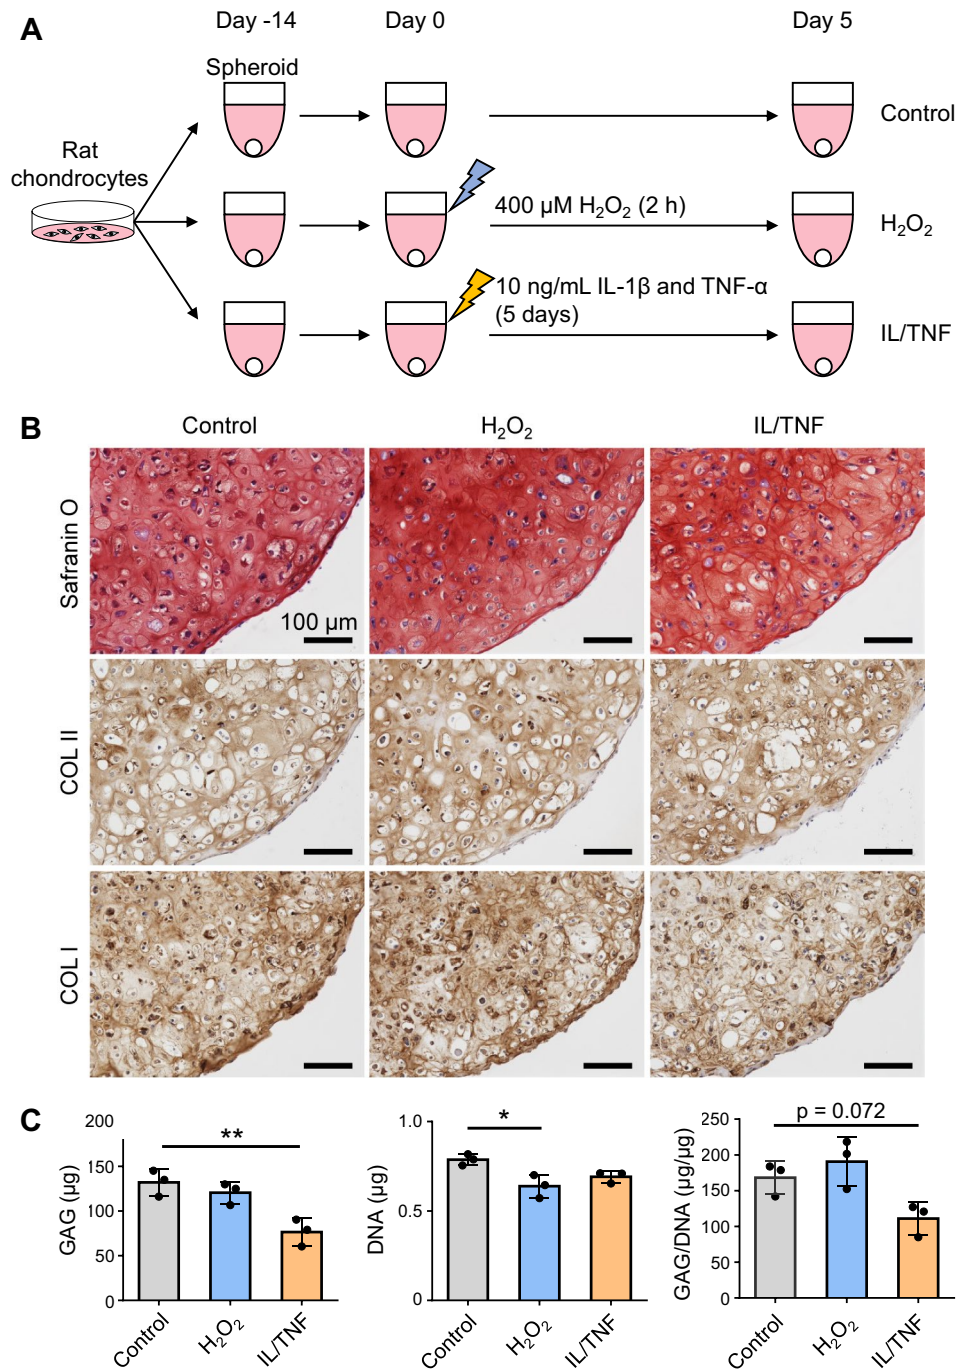 A
Day -14
Day 0
Day 5
Spheroid
Rat
chondrocytes
Control
400 µM H₂O₂ (2 h)
H₂O₂
10 ng/mL IL-1β and TNF-α
(5 days)
IL/TNF
B
Control
H₂O₂
IL/TNF
Safranin O
100 µm
COL II
COL I
C
GAG (µg)
200
150
100
50
0
**
Control
H₂O₂
IL/TNF
DNA (µg)
1.0
0.5
0
*
Control
H₂O₂
IL/TNF
GAG/DNA (µg/µg)
250
200
150
100
50
0
p = 0.072
Control
H₂O₂
IL/TNF